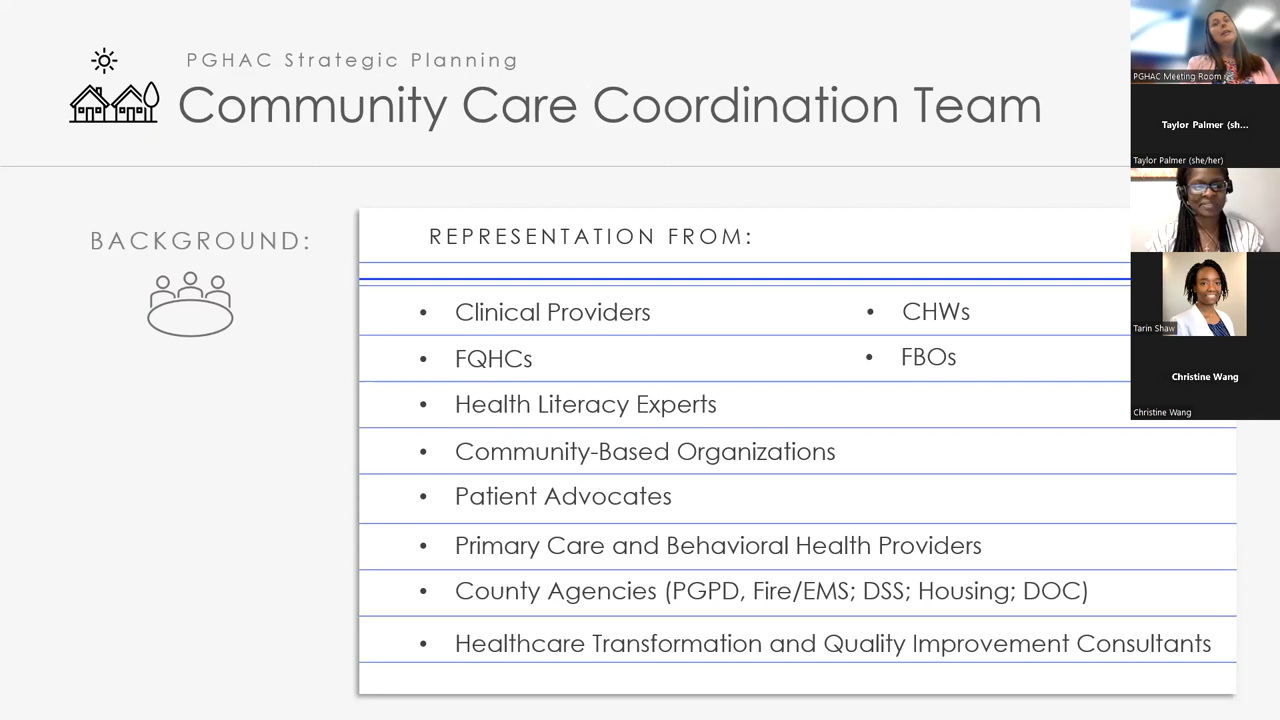 PGHAC Strategic Planning
Community Care Coordination Team
BACKGROUND:
REPRESENTATION FROM:
• Clinical Providers
• CHWs
• FQHCs
• FBOs
• Health Literacy Experts
• Community-Based Organizations
• Patient Advocates
• Primary Care and Behavioral Health Providers
• County Agencies (PGPD, Fire/EMS; DSS; Housing; DOC)
• Healthcare Transformation and Quality Improvement Consultants
PGHAC Meeting Room
Taylor Palmer (sh...
Taylor Palmer (she/her)
Tarin Shaw
Christine Wang
Christine Wang